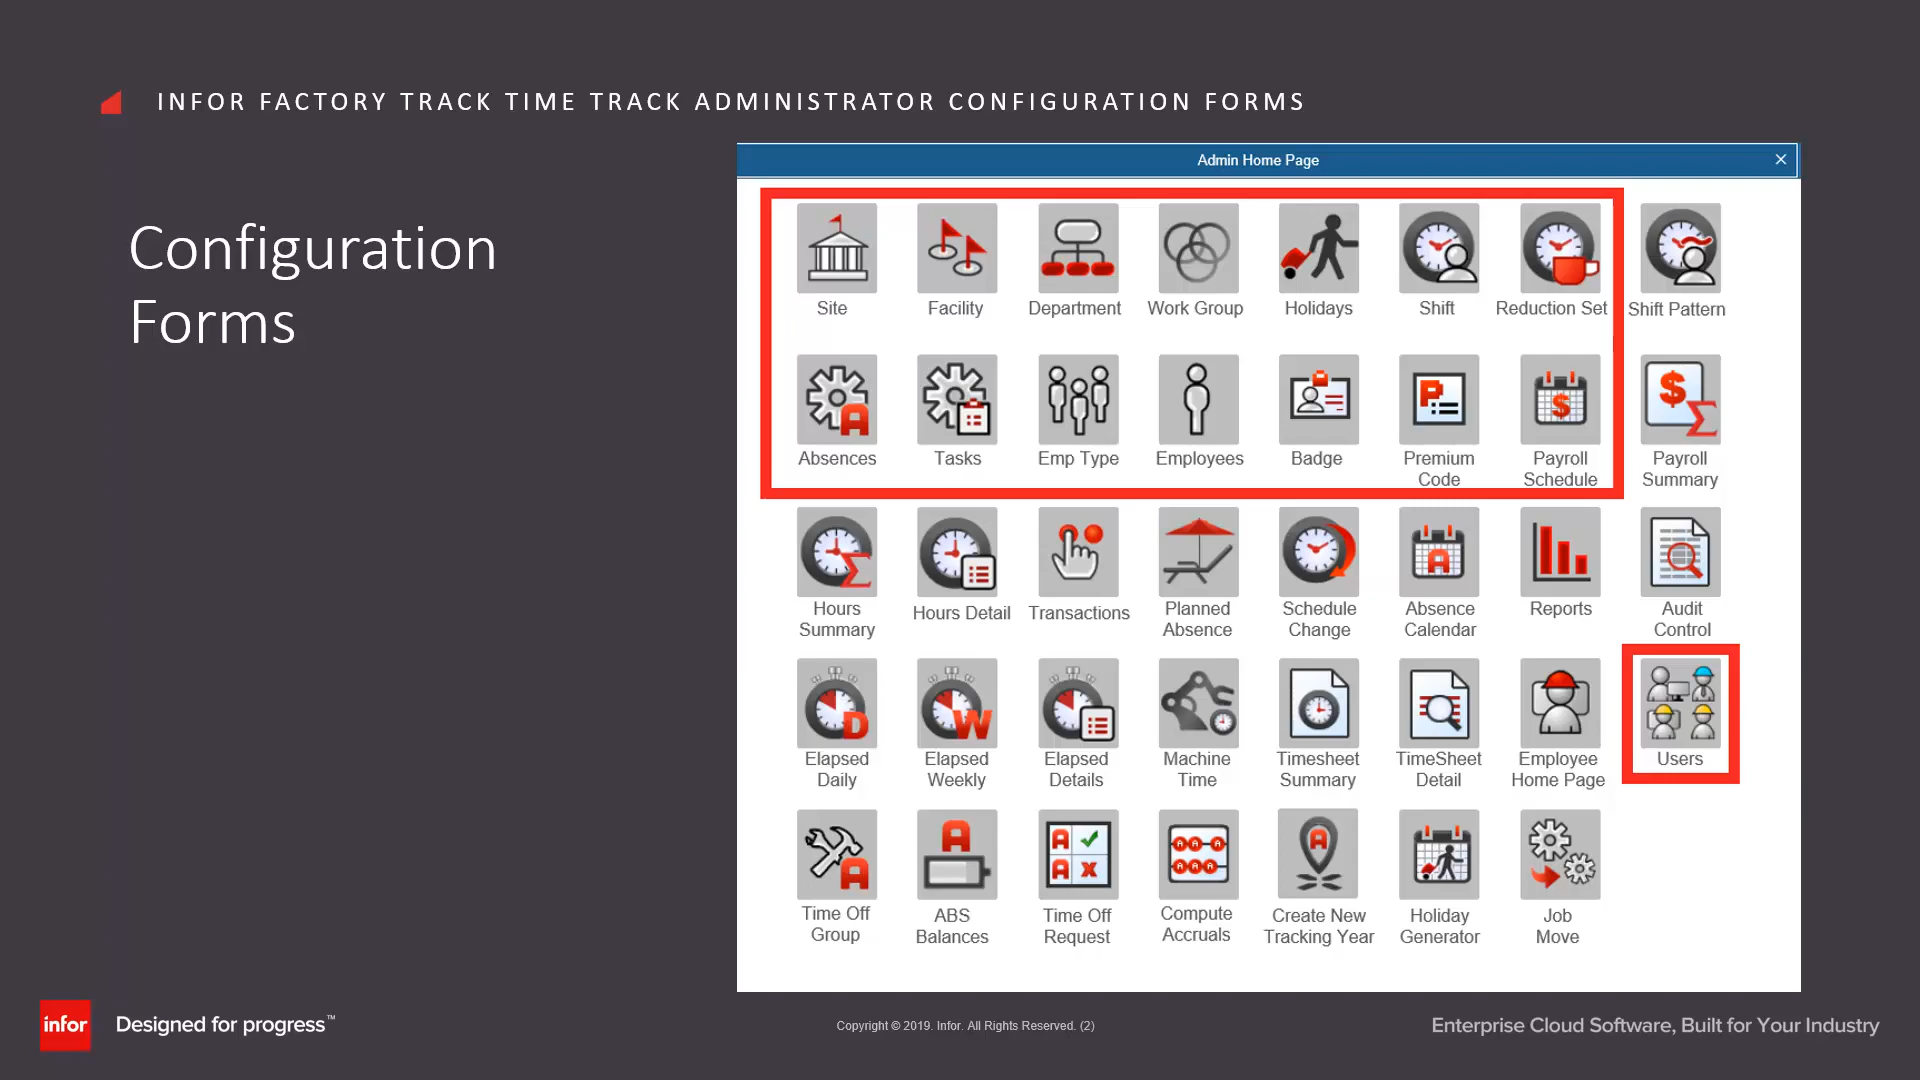 INFOR FACTORY TRACK TIME TRACK ADMINISTRATOR CONFIGURATION FORMS
Configuration
Forms
Admin Home Page
Site
Facility
Department
Work Group
Holidays
Shift
Reduction Set
Shift Pattern
Absences
Tasks
Emp Type
Employees
Badge
Premium
Code
Payroll
Schedule
Payroll
Summary
Hours
Summary
Hours Detail
Transactions
Planned
Absence
Schedule
Change
Absence
Calendar
Reports
Audit
Control
Elapsed
Daily
Elapsed
Weekly
Elapsed
Details
Machine
Time
Timesheet
Summary
TimeSheet
Detail
Employee
Home Page
Users
Time Off
Group
ABS
Balances
Time Off
Request
Compute
Accruals
Create New
Tracking Year
Holiday
Generator
Job
Move
infor
Designed for progress™
Copyright © 2019. Infor. All Rights Reserved. (2)
Enterprise Cloud Software, Built for Your Industry